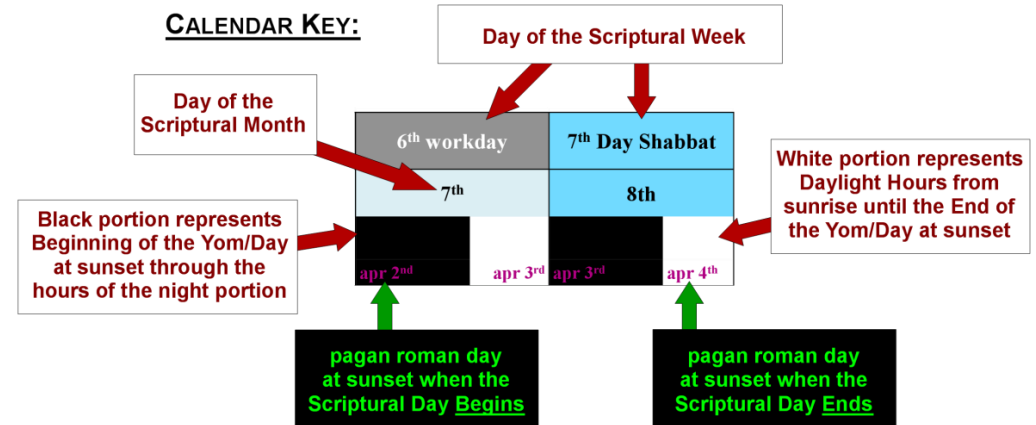 CALENDAR KEY:
Day of the Scriptural Week
Day of the
Scriptural Month
6th workday
7th Day Shabbat
7th
8th
White portion represents
Daylight Hours from
sunrise until the End of
the Yom/Day at sunset
Black portion represents
Beginning of the Yom/Day
at sunset through the
hours of the night portion
apr 2nd
apr 3rd
apr 3rd
apr 4th
pagan roman day
at sunset when the
Scriptural Day Begins
pagan roman day
at sunset when the
Scriptural Day Ends